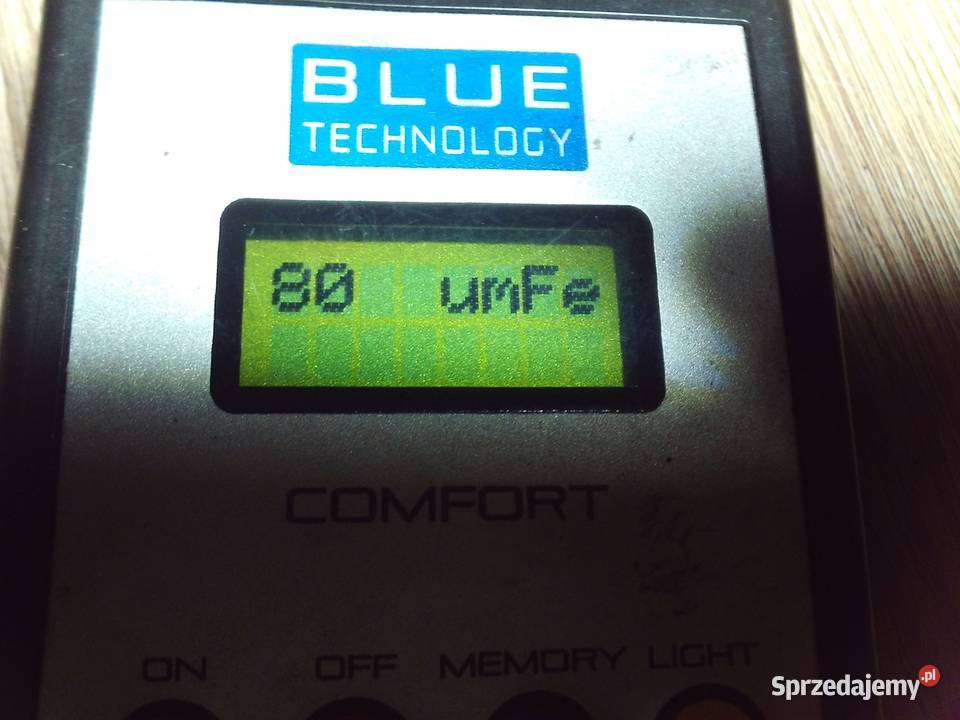 BLUE
TECHNOLOGY
80 umFe
COMFORT
ON OFF MEMORY LIGHT
Sprzedajemy.pl